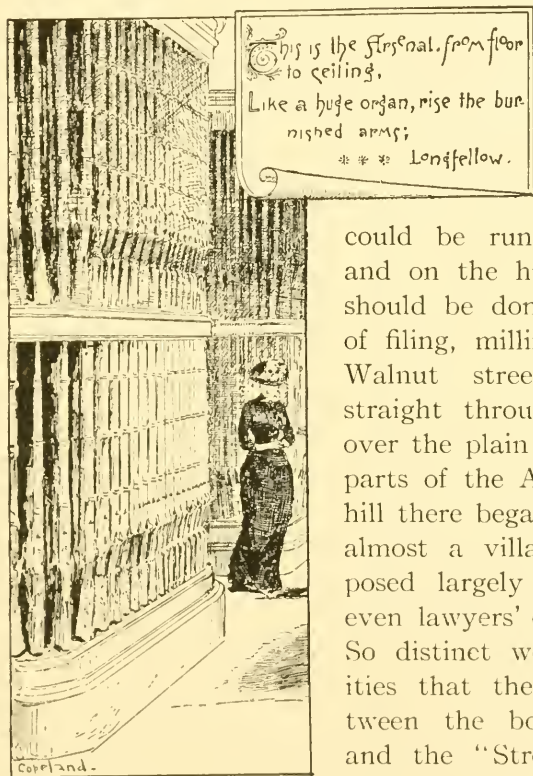 This is the Arsenal. from floor
to ceiling,
Like a huge organ, rise the bur-
nished arms;
* * * Longfellow.
could be run
and on the h
should be don
of filing, milli
Walnut stree
straight throu
over the plain
parts of the A
hill there bega
almost a villa
posed largely
even lawyers'
So distinct w
ities that the
tween the bo
and the "Str
Copeland.